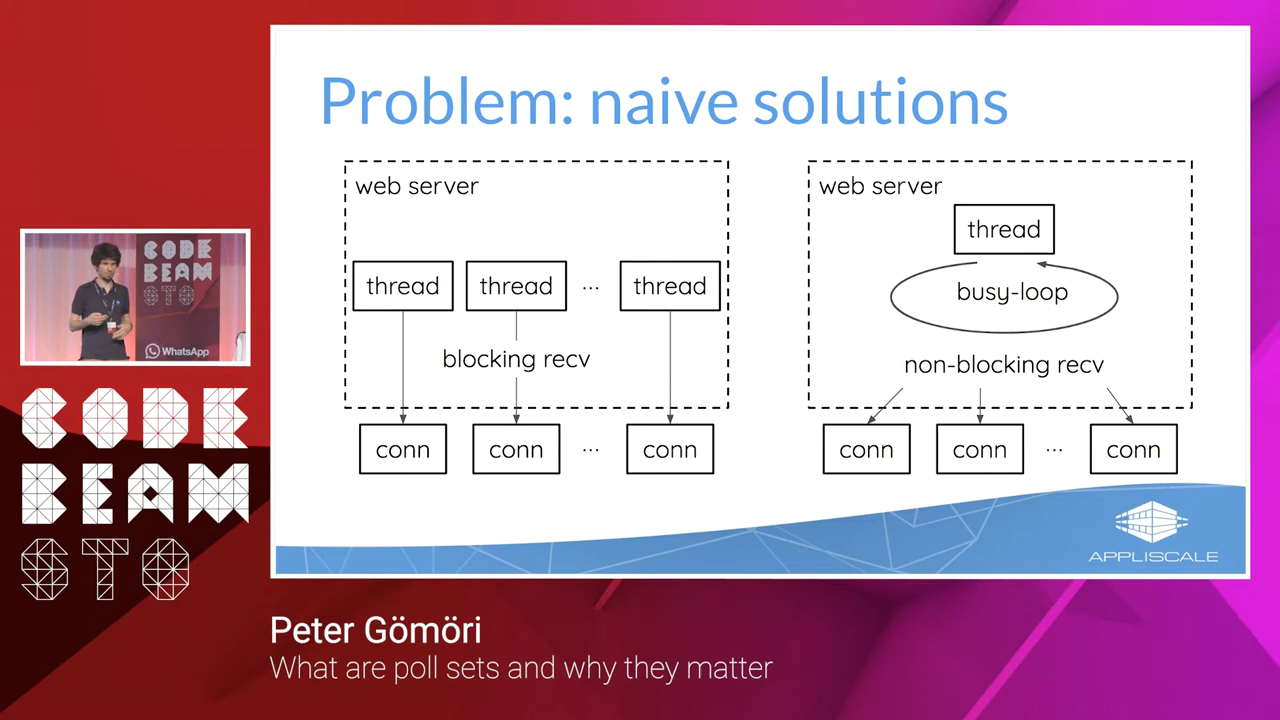 Problem: naive solutions
web server
thread
thread
...
thread
blocking recv
conn
conn
...
conn
web server
thread
busy-loop
non-blocking recv
conn
conn
...
conn
APPLISCALE
CODE
BEAM
STO
WhatsApp
CODE
BEAM
STO
Peter Gömöri
What are poll sets and why they matter